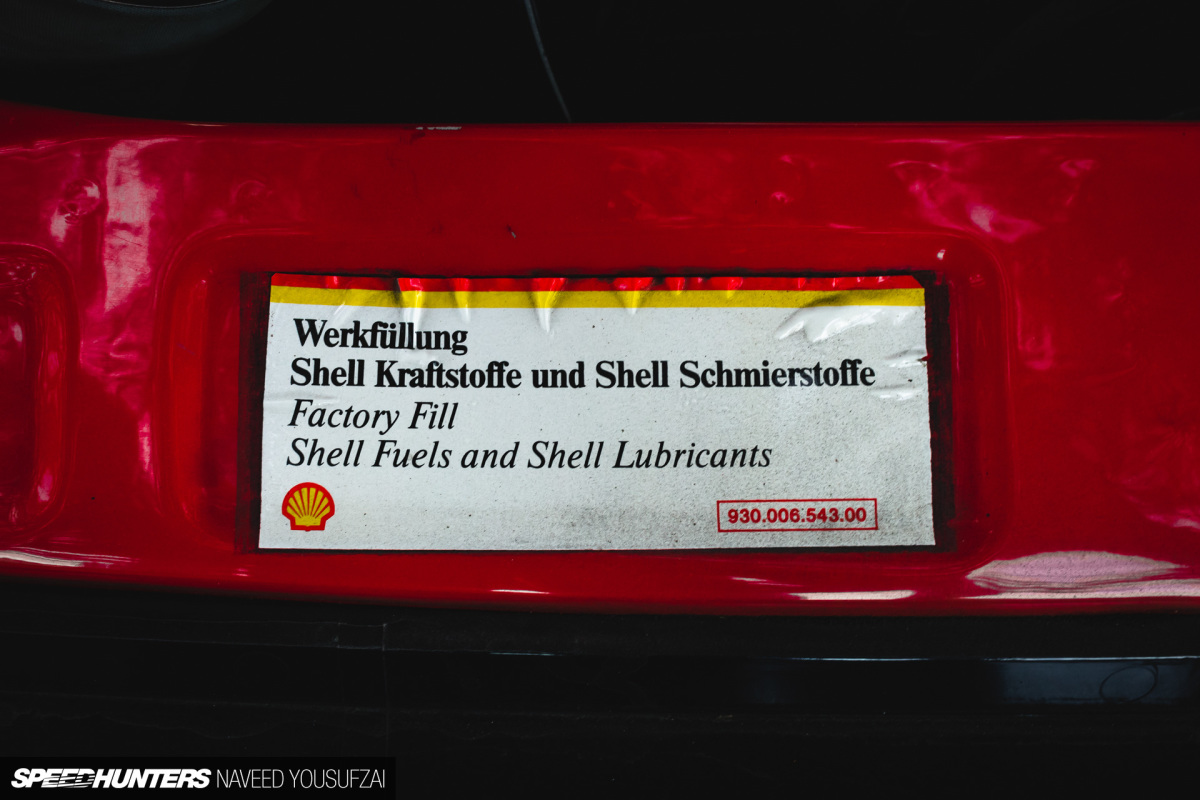 Werkfüllung
Shell Kraftstoffe und Shell Schmierstoffe
Factory Fill
Shell Fuels and Shell Lubricants
930.006.543.00
SPEEDHUNTERS NAVEED YOUSUFZAI